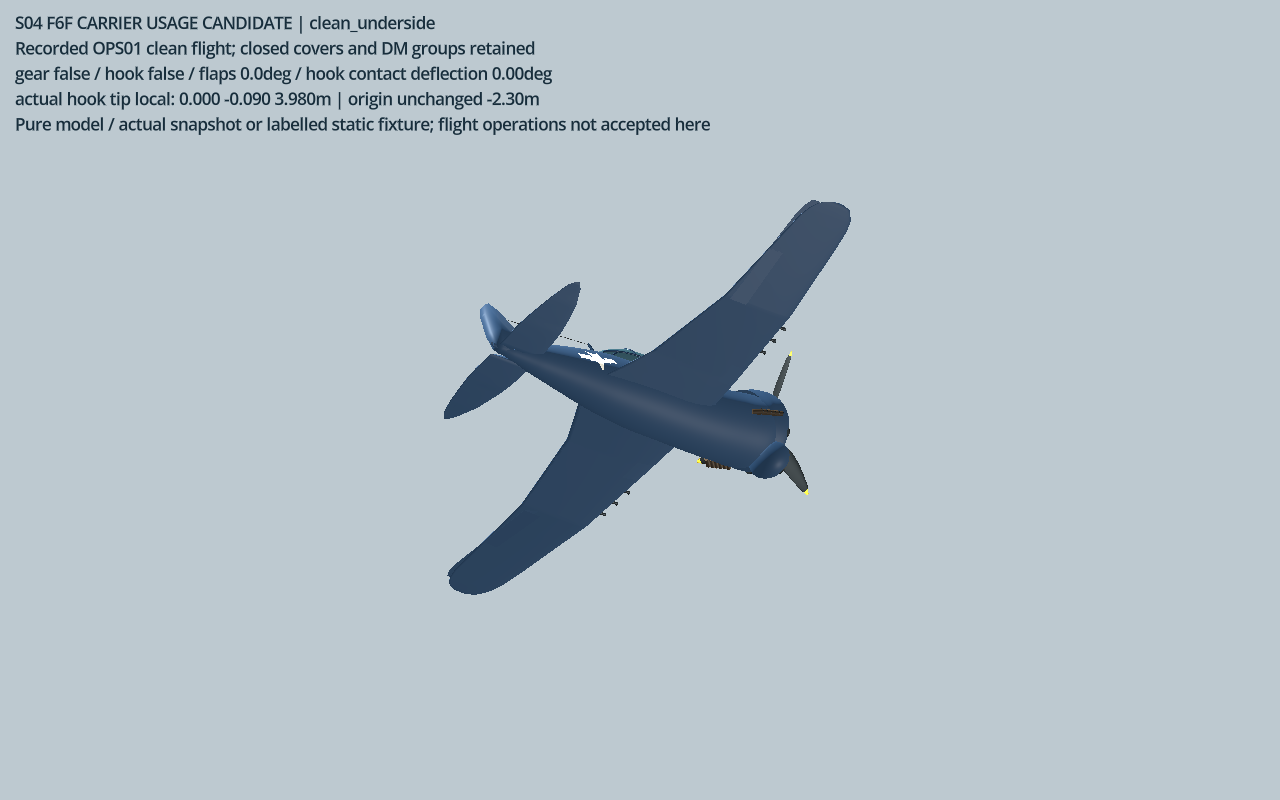 S04 F6F CARRIER USAGE CANDIDATE | clean_underside
Recorded OPS01 clean flight; closed covers and DM groups retained
gear false / hook false / flaps 0.0deg / hook contact deflection 0.00deg
actual hook tip local: 0.000 -0.090 3.980m | origin unchanged -2.30m
Pure model / actual snapshot or labelled static fixture; flight operations not accepted here